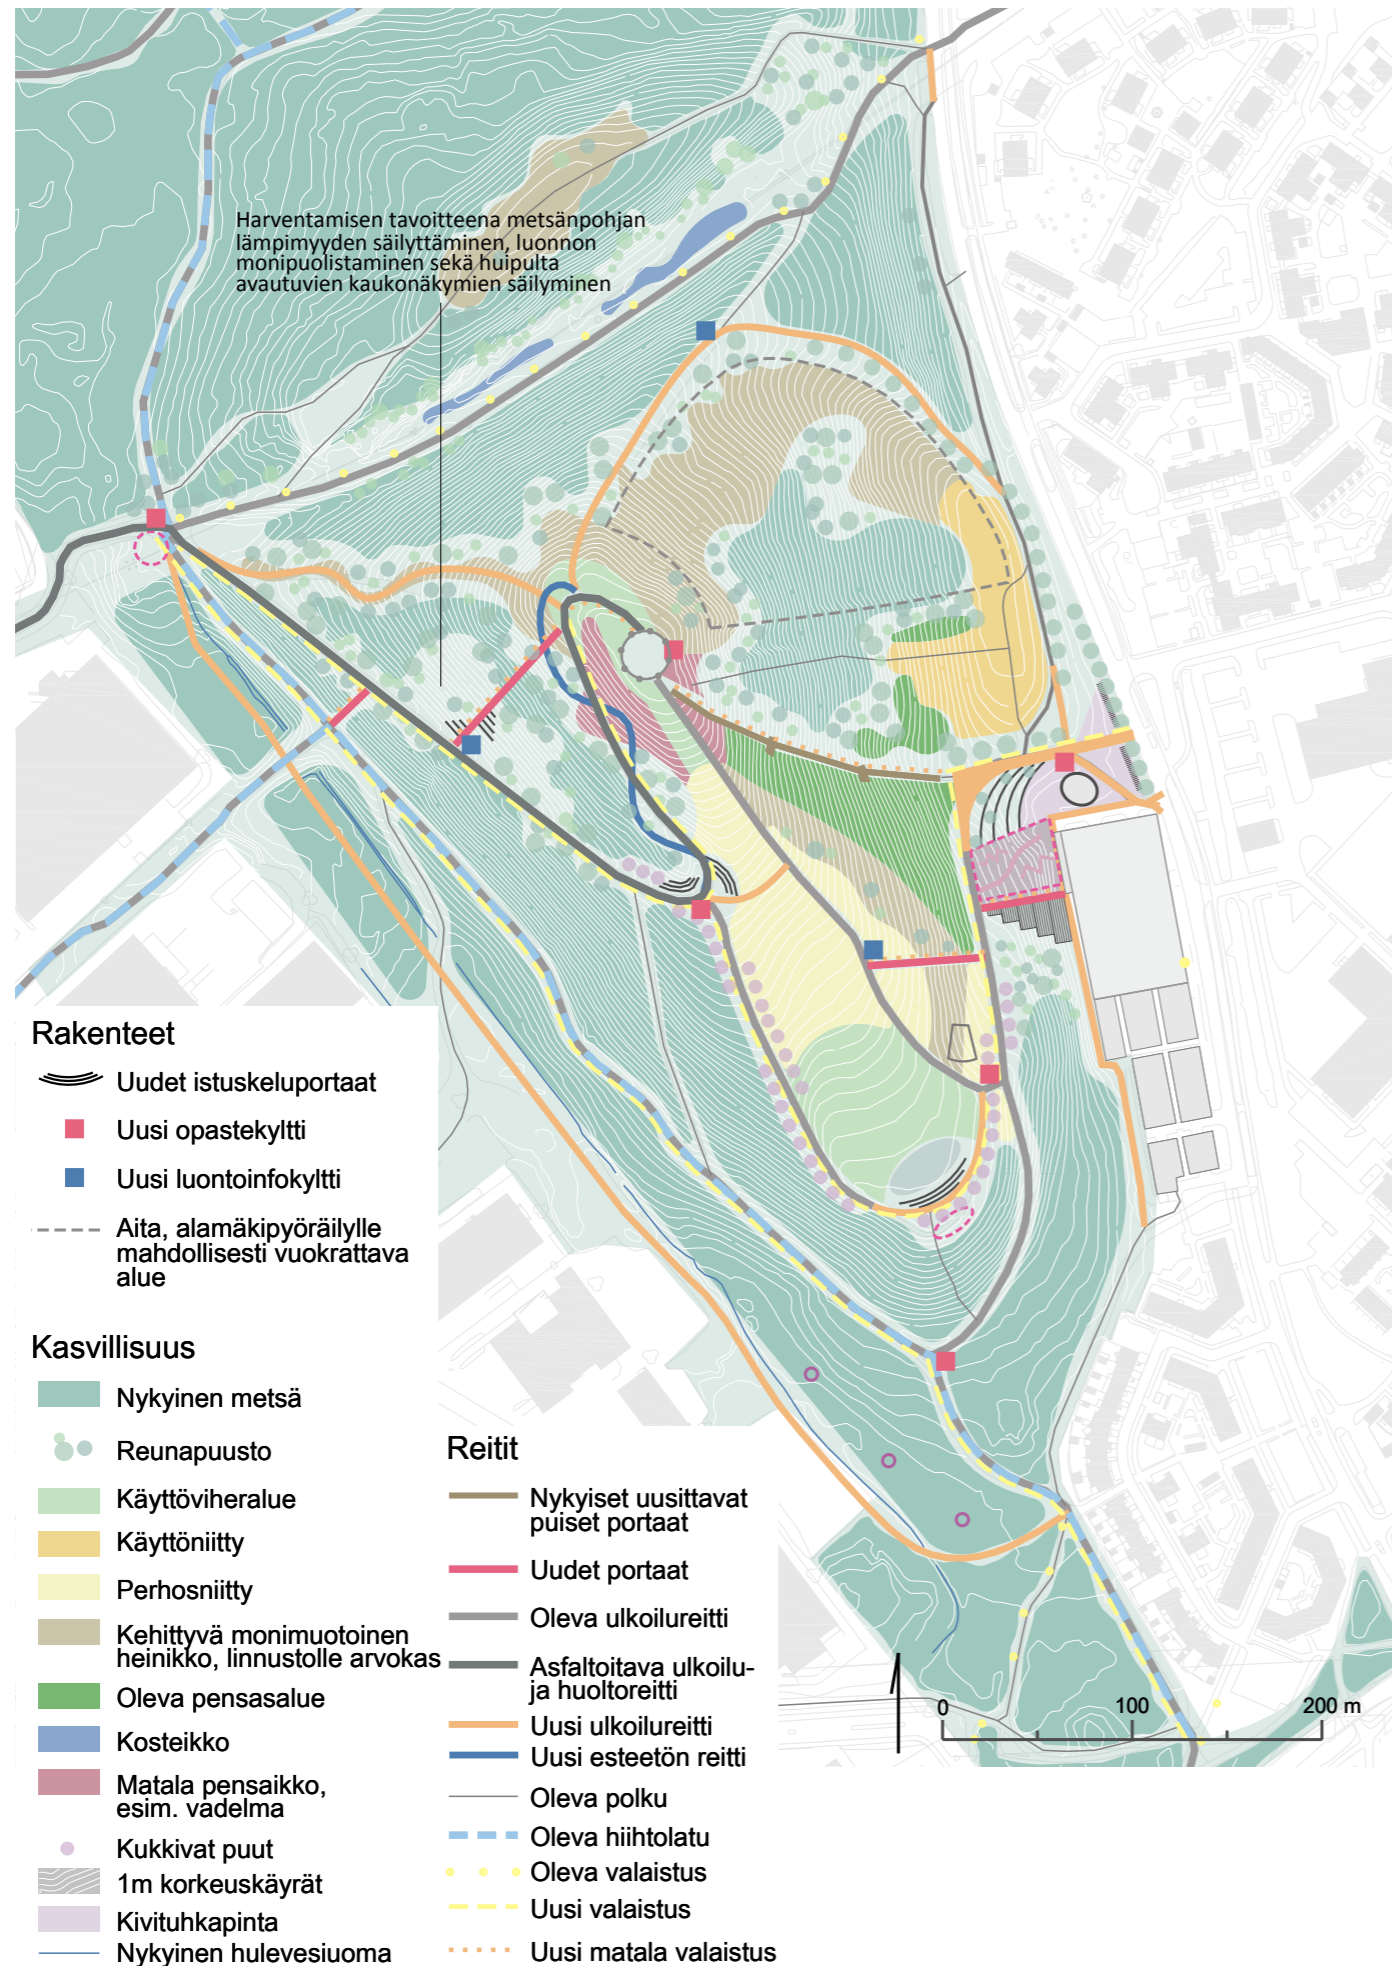 Harventamisen tavoitteena metsänpohjan
lämpimyyden säilyttäminen, luonnon
monipuolistaminen sekä huipulta
avautuvien kaukonäkymien säilyminen
Rakenteet
Uudet istuskeluportaat
Uusi opastekyltti
Uusi luontoinfokyltti
Aita, alamäkipyöräilylle
mahdollisesti vuokrattava
alue
Kasvillisuus
Nykyinen metsä
Reunapuusto
Käyttöviheralue
Käyttöniitty
Perhosniitty
Kehittyvä monimuotoinen
heinikko, linnustolle arvokas
Oleva pensasalue
Kosteikko
Matala pensaikko,
esim. vadelma
Kukkivat puut
1m korkeuskäyrät
Kivituhkapinta
Nykyinen hulevesiuoma
Reitit
Nykyiset uusittavat
puiset portaat
Uudet portaat
Oleva ulkoilureitti
Asfaltoitava ulkoilu-
ja huoltoreitti
Uusi ulkoilureitti
Uusi esteetön reitti
Oleva polku
Oleva hiihtolatu
Oleva valaistus
Uusi valaistus
Uusi matala valaistus
0 100 200 m